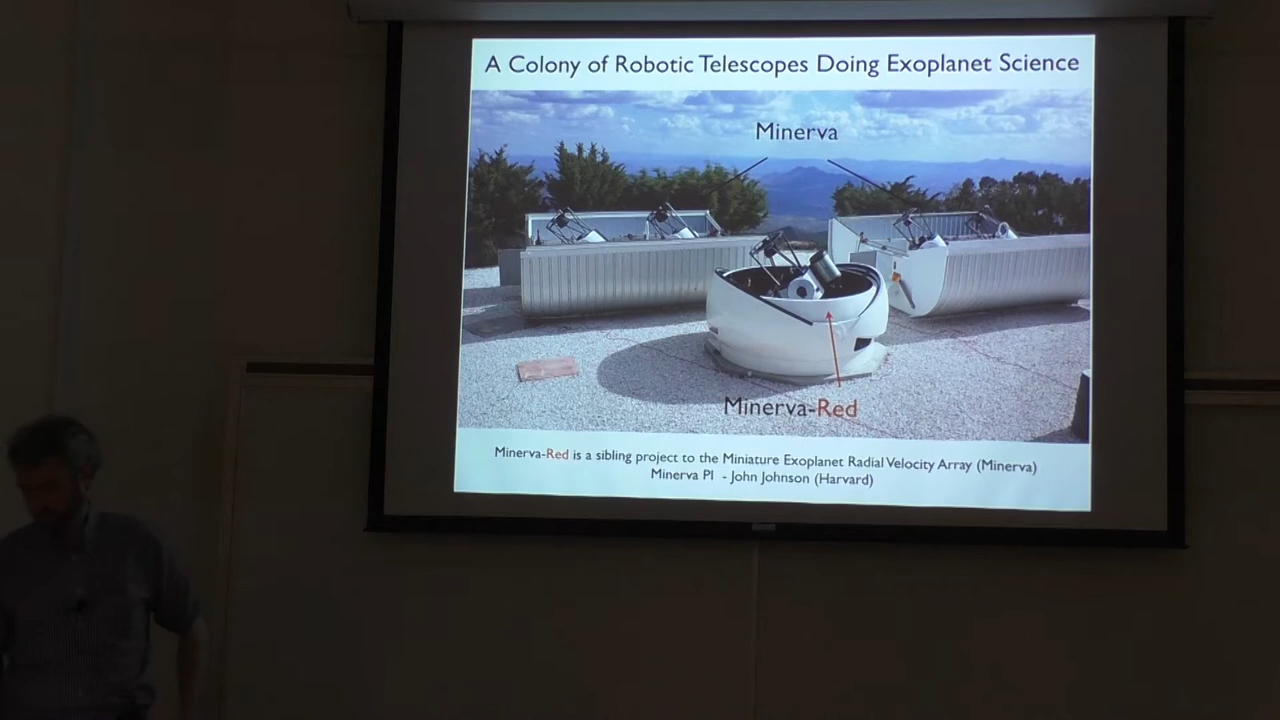 A Colony of Robotic Telescopes Doing Exoplanet Science
Minerva
Minerva-Red
Minerva-Red is a sibling project to the Miniature Exoplanet Radial Velocity Array (Minerva)
Minerva PI - John Johnson (Harvard)